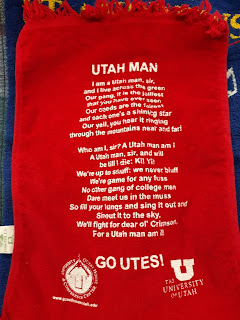 UTAH MAN
I am a Utah man, sir,
and I live across the green
Our gang, it is the jolliest
that you have ever seen
Our coeds are the fairest
and each one's a shining star
Our yell, you hear it ringing
through the mountains near and far!
Who am I, sir? A Utah man am I
A Utah man, sir, and will
be till I die: Ki! Yi!
We're up to snuff: we never bluff
We're game for any fuss
No other gang of college men
Dare meet us in the muss
So fill your lungs and sing it out and
Shout it to the sky,
We'll fight for dear ol' Crimson,
For a Utah man am I!
GO UTES!
U
THE
UNIVERSITY
OF UTAH